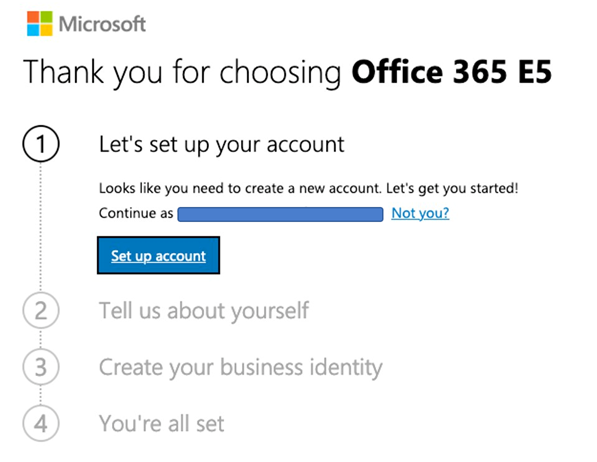 Microsoft
Thank you for choosing Office 365 E5
1 Let's set up your account
Looks like you need to create a new account. Let's get you started!
Continue as Not you?
Set up account
2 Tell us about yourself
3 Create your business identity
4 You're all set